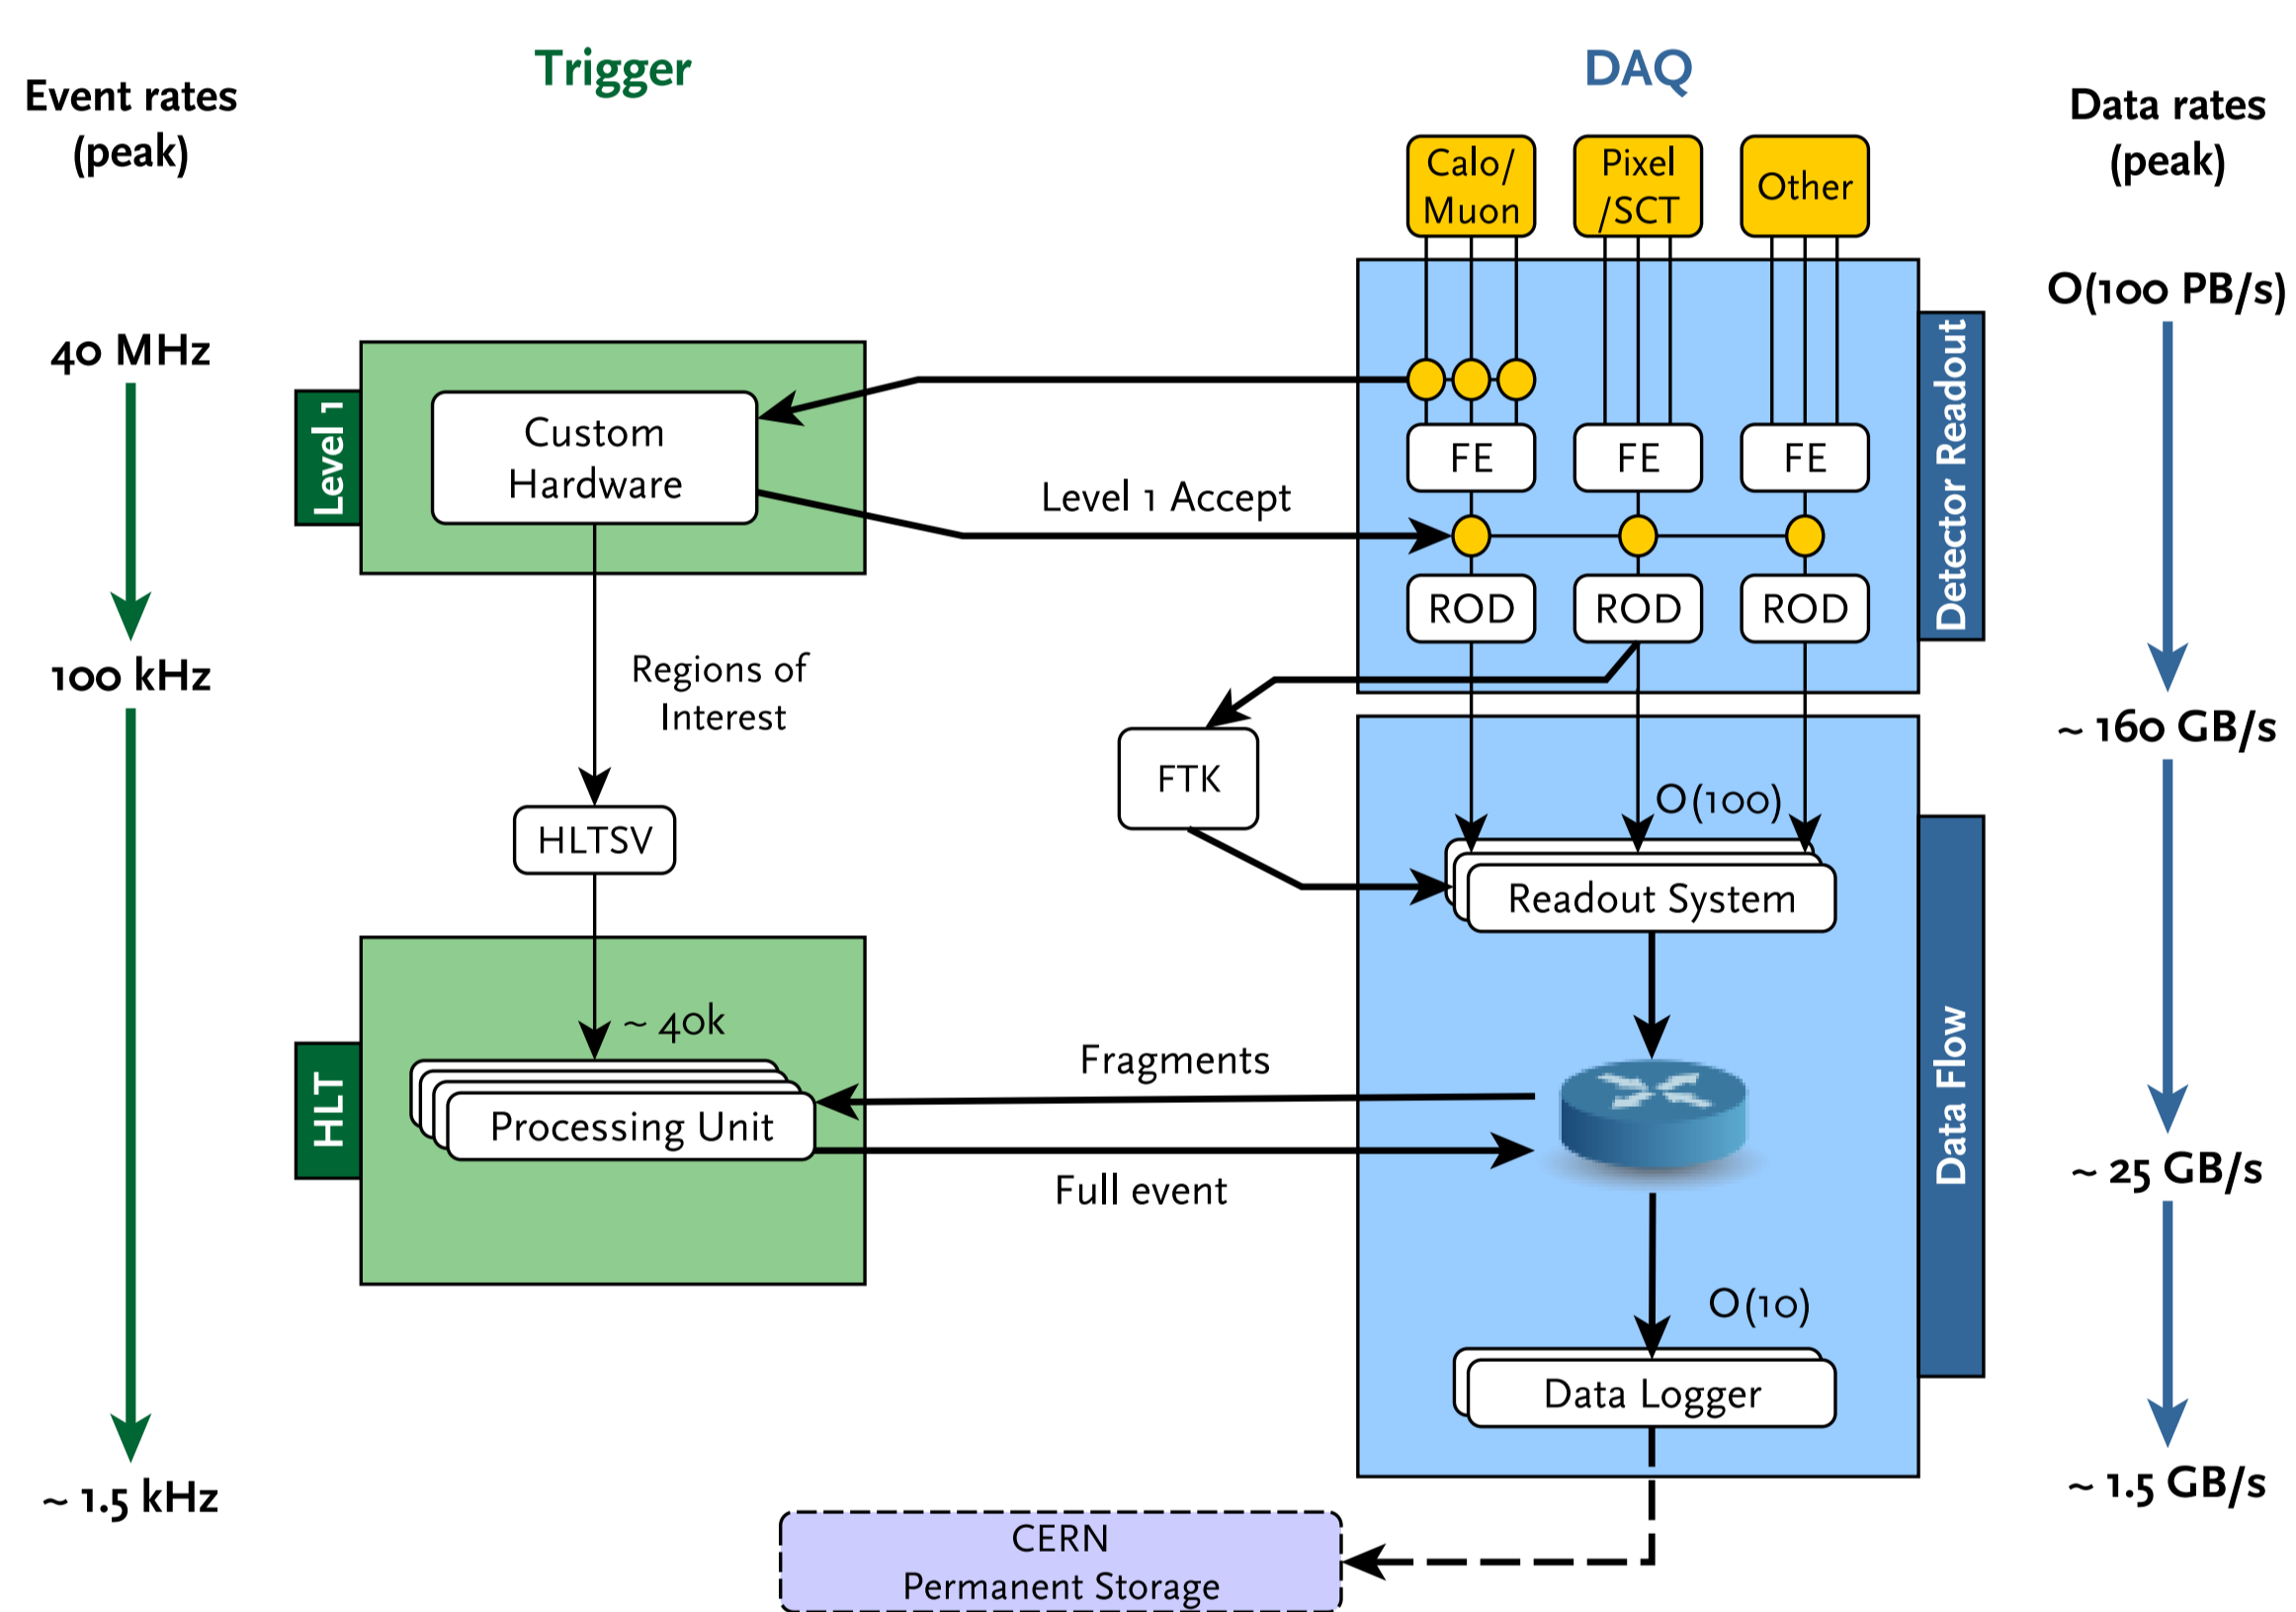 Trigger
DAQ
Event rates
(peak)
Data rates
(peak)
Calo/
Muon
Pixel
/SCT
Other
O(100 PB/s)
40 MHz
Level 1
Custom
Hardware
FE
FE
FE
Detector Readout
Level 1 Accept
ROD
ROD
ROD
100 kHz
Regions of
Interest
~ 160 GB/s
FTK
O(100)
HLTSV
Readout System
~ 40k
HLT
Processing Unit
Fragments
Full event
Data Flow
~ 25 GB/s
O(10)
Data Logger
~ 1.5 kHz
~ 1.5 GB/s
CERN
Permanent Storage